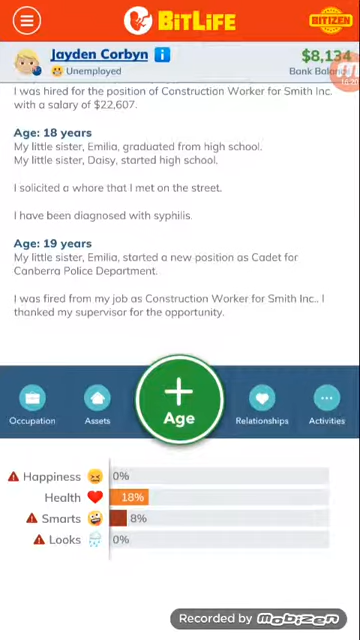 BitLife
BITIZEN
Jayden Corbyn i
$8,134
Unemployed
Bank Balance
16:20
I was hired for the position of Construction Worker for Smith Inc.
with a salary of $22,607.
Age: 18 years
My little sister, Emilia, graduated from high school.
My little sister, Daisy, started high school.
I solicited a whore that I met on the street.
I have been diagnosed with syphilis.
Age: 19 years
My little sister, Emilia, started a new position as Cadet for
Canberra Police Department.
I was fired from my job as Construction Worker for Smith Inc.. I
thanked my supervisor for the opportunity.
Occupation
Assets
Age
Relationships
Activities
Happiness 0%
Health 18%
Smarts 8%
Looks 0%
Recorded by Mobizen